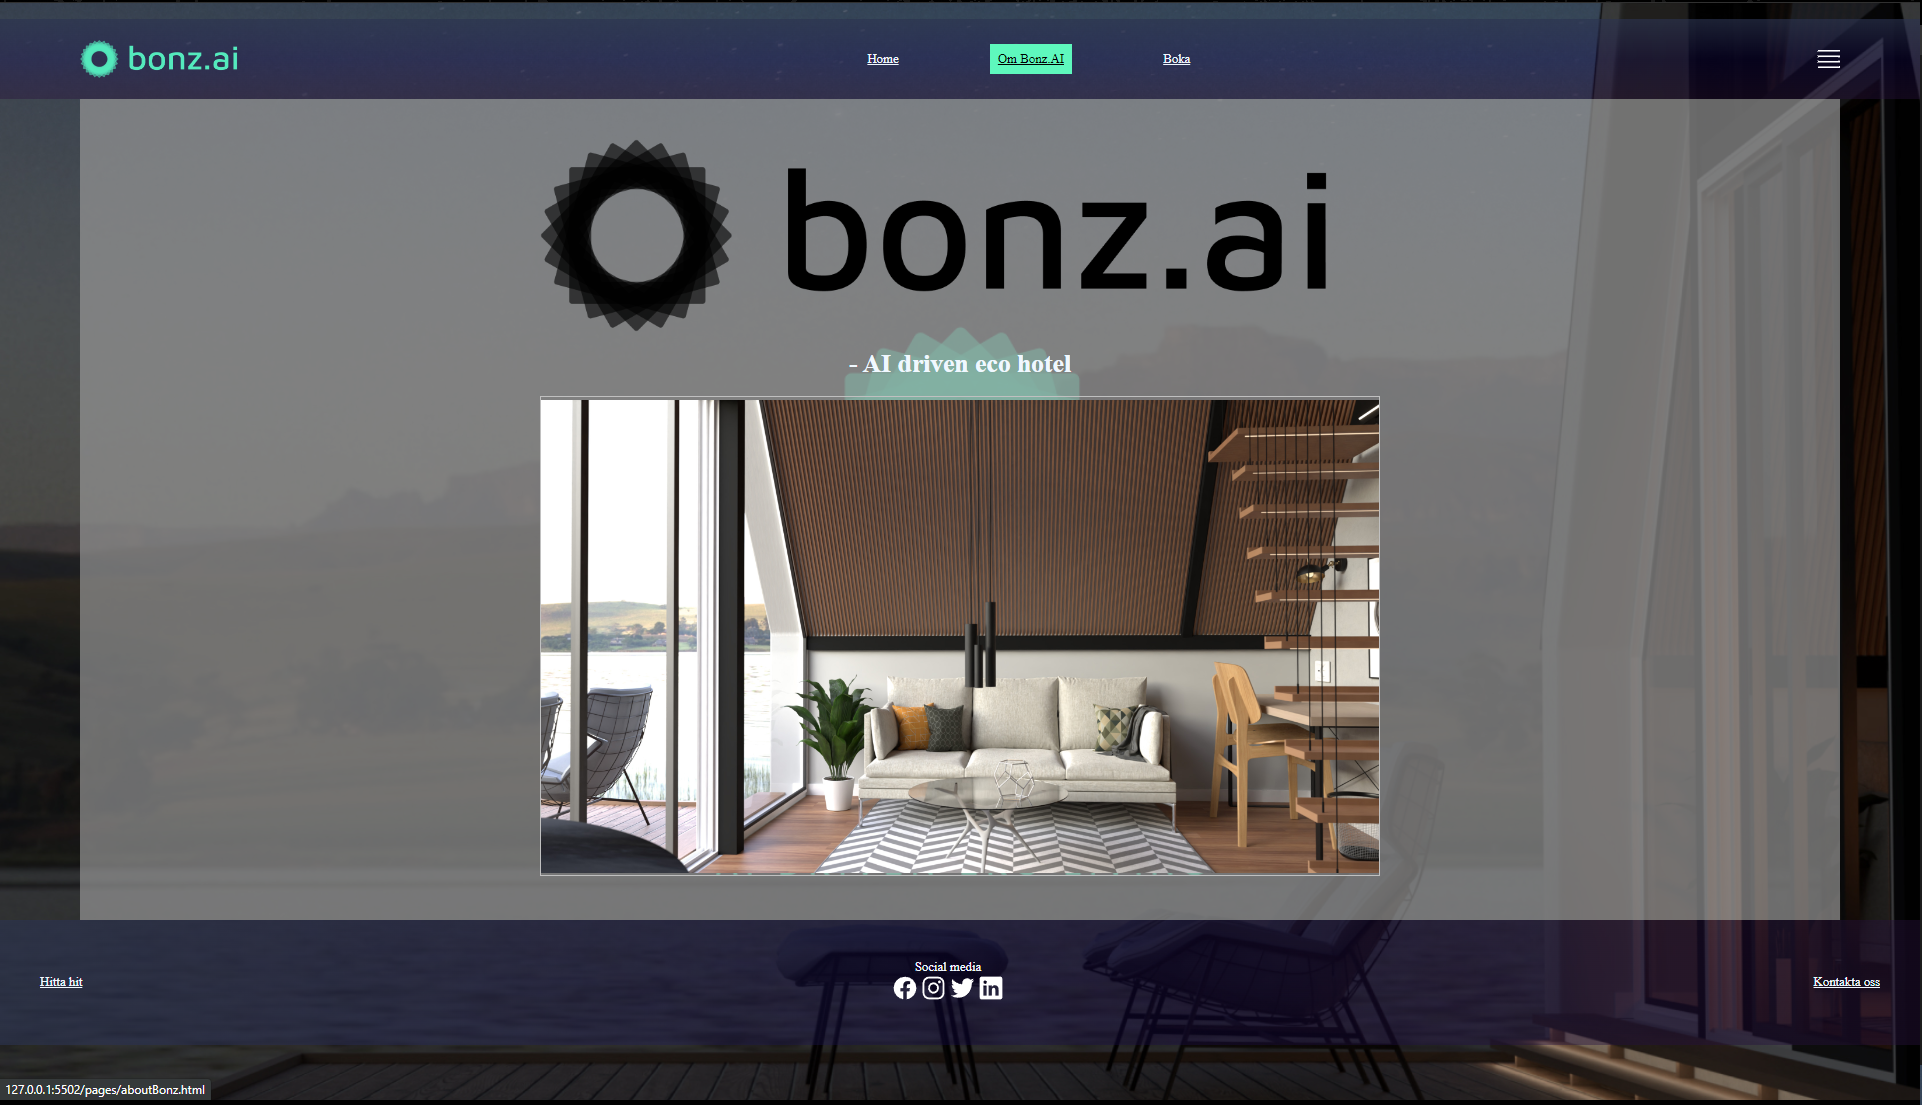 bonz.ai
Home
Om Bonz.AI
Boka
bonz.ai
- AI driven eco hotel
Hitta hit
Social media
Kontakta oss
127.0.0.1:5502/pages/aboutBonz.html